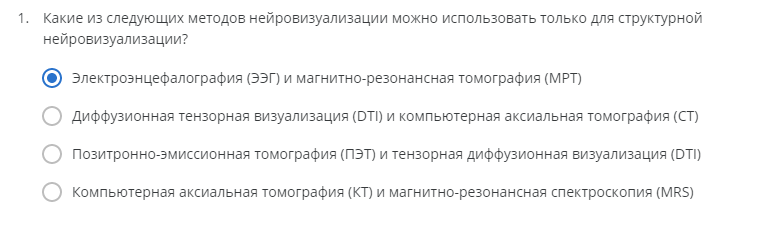 1. Какие из следующих методов нейровизуализации можно использовать только для структурной
нейровизуализации?
Электроэнцефалография (ЭЭГ) и магнитно-резонансная томография (МРТ)
Диффузионная тензорная визуализация (DTI) и компьютерная аксиальная томография (CT)
Позитронно-эмиссионная томография (ПЭТ) и тензорная диффузионная визуализация (DTI)
Компьютерная аксиальная томография (КТ) и магнитно-резонансная спектроскопия (MRS)